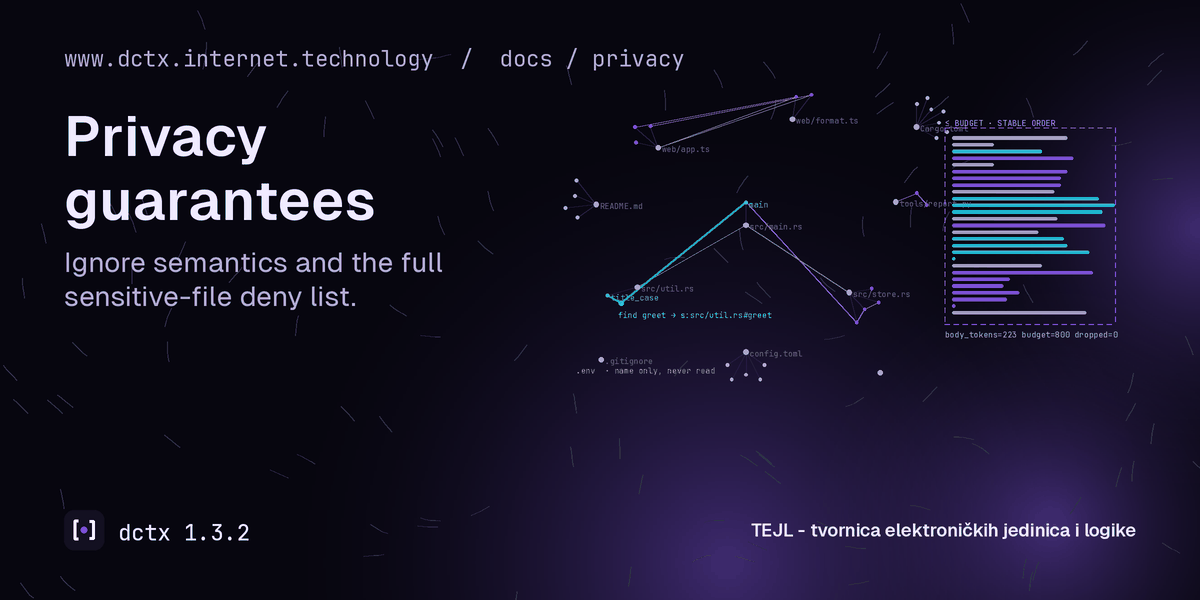 www.dctx.internet.technology / docs / privacy
Privacy
guarantees
Ignore semantics and the full
sensitive-file deny list.
web/format.ts
web/app.ts
≤ BUDGET · STABLE ORDER
README.md
main
src/main.rs
src/util.rs
title_case
find greet → s:src/util.rs#greet
src/store.rs
body_tokens=223 budget=800 dropped=0
.gitignore
.env · name only, never read
config.toml
dctx 1.3.2
TEJL - tvornica elektroničkih jedinica i logike